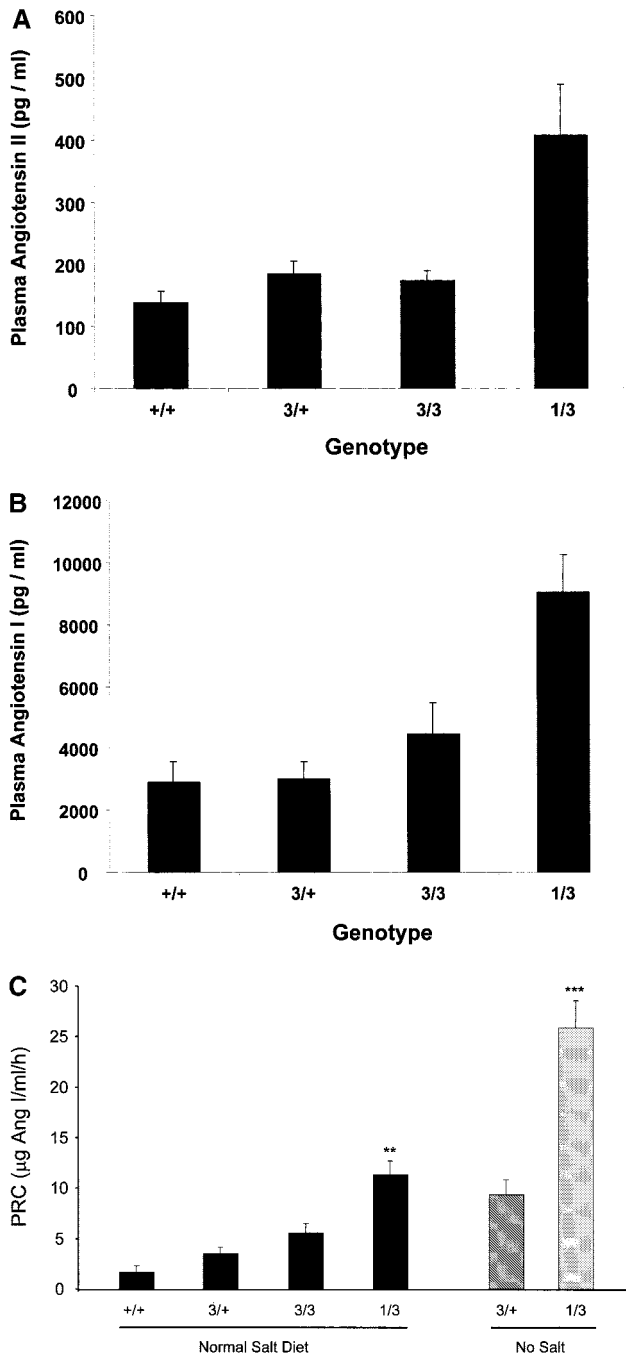 A
Plasma Angiotensin II (pg / ml)
600
500
400
300
200
100
0
+/+ 3/+ 3/3 1/3
Genotype
B
Plasma Angiotensin I (pg / ml)
12000
10000
8000
6000
4000
2000
0
+/+ 3/+ 3/3 1/3
Genotype
C
PRC (µg Ang I/ml/h)
30
25
20
15
10
5
0
**
***
+/+ 3/+ 3/3 1/3 3/+ 1/3
Normal Salt Diet No Salt